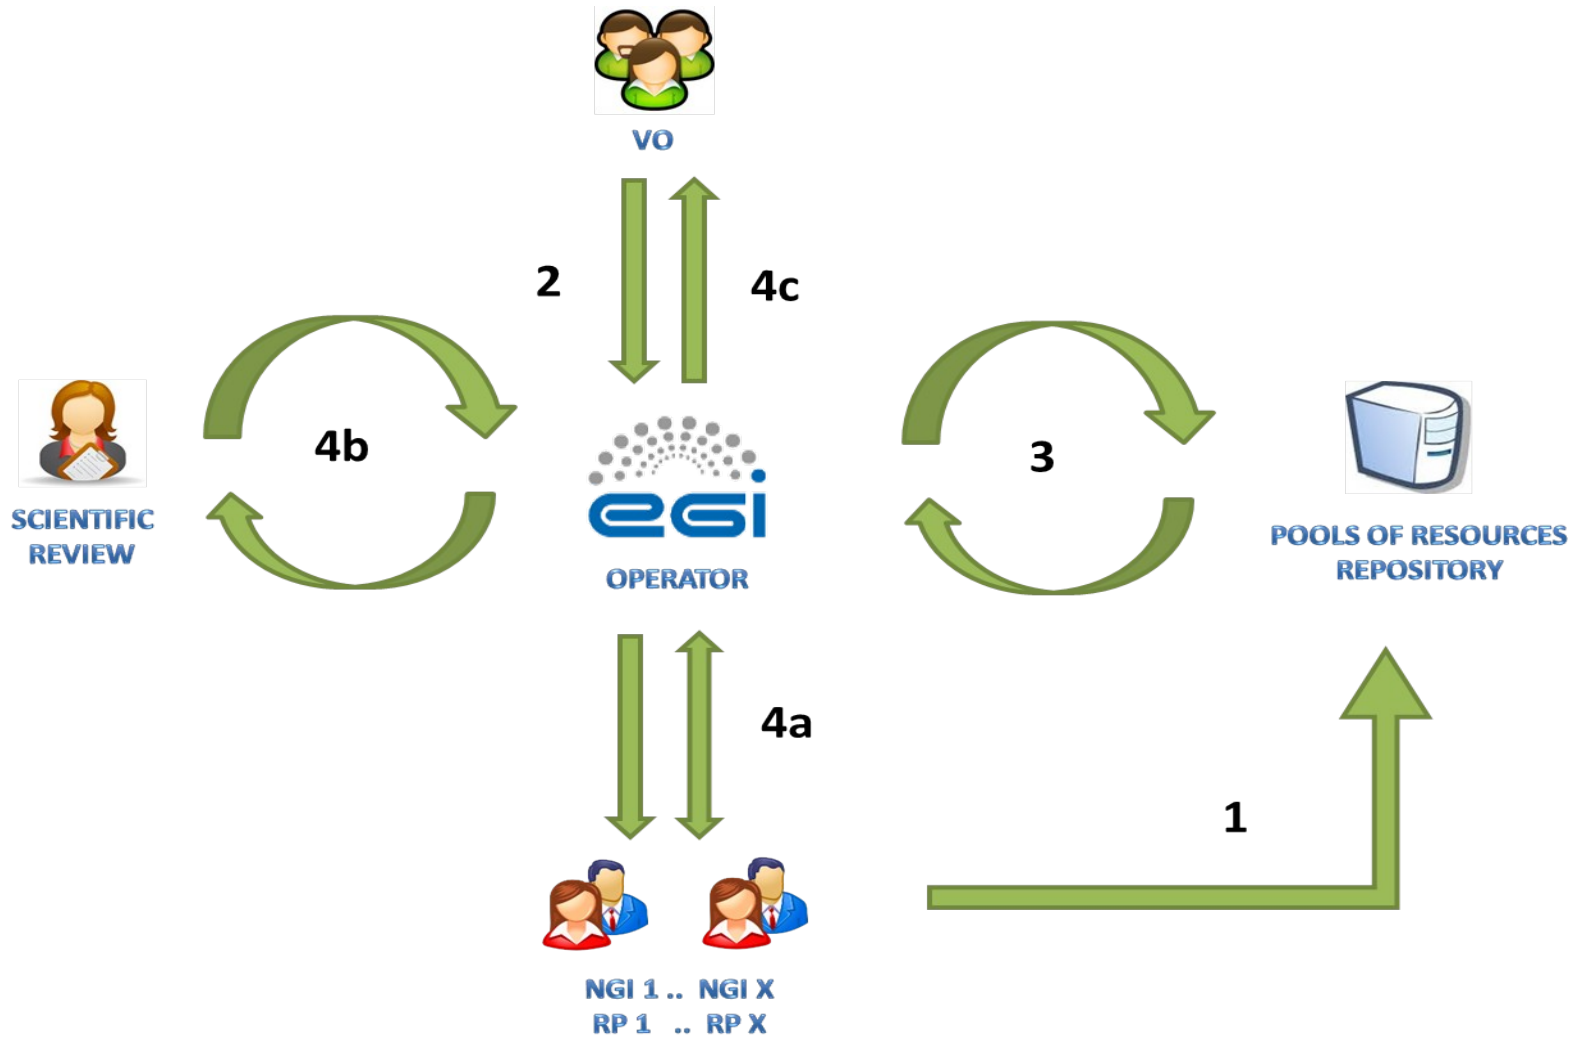 VO
2
4c
4b
3
SCIENTIFIC
REVIEW
egi
OPERATOR
POOLS OF RESOURCES
REPOSITORY
4a
1
NGI 1 .. NGI X
RP 1 .. RP X